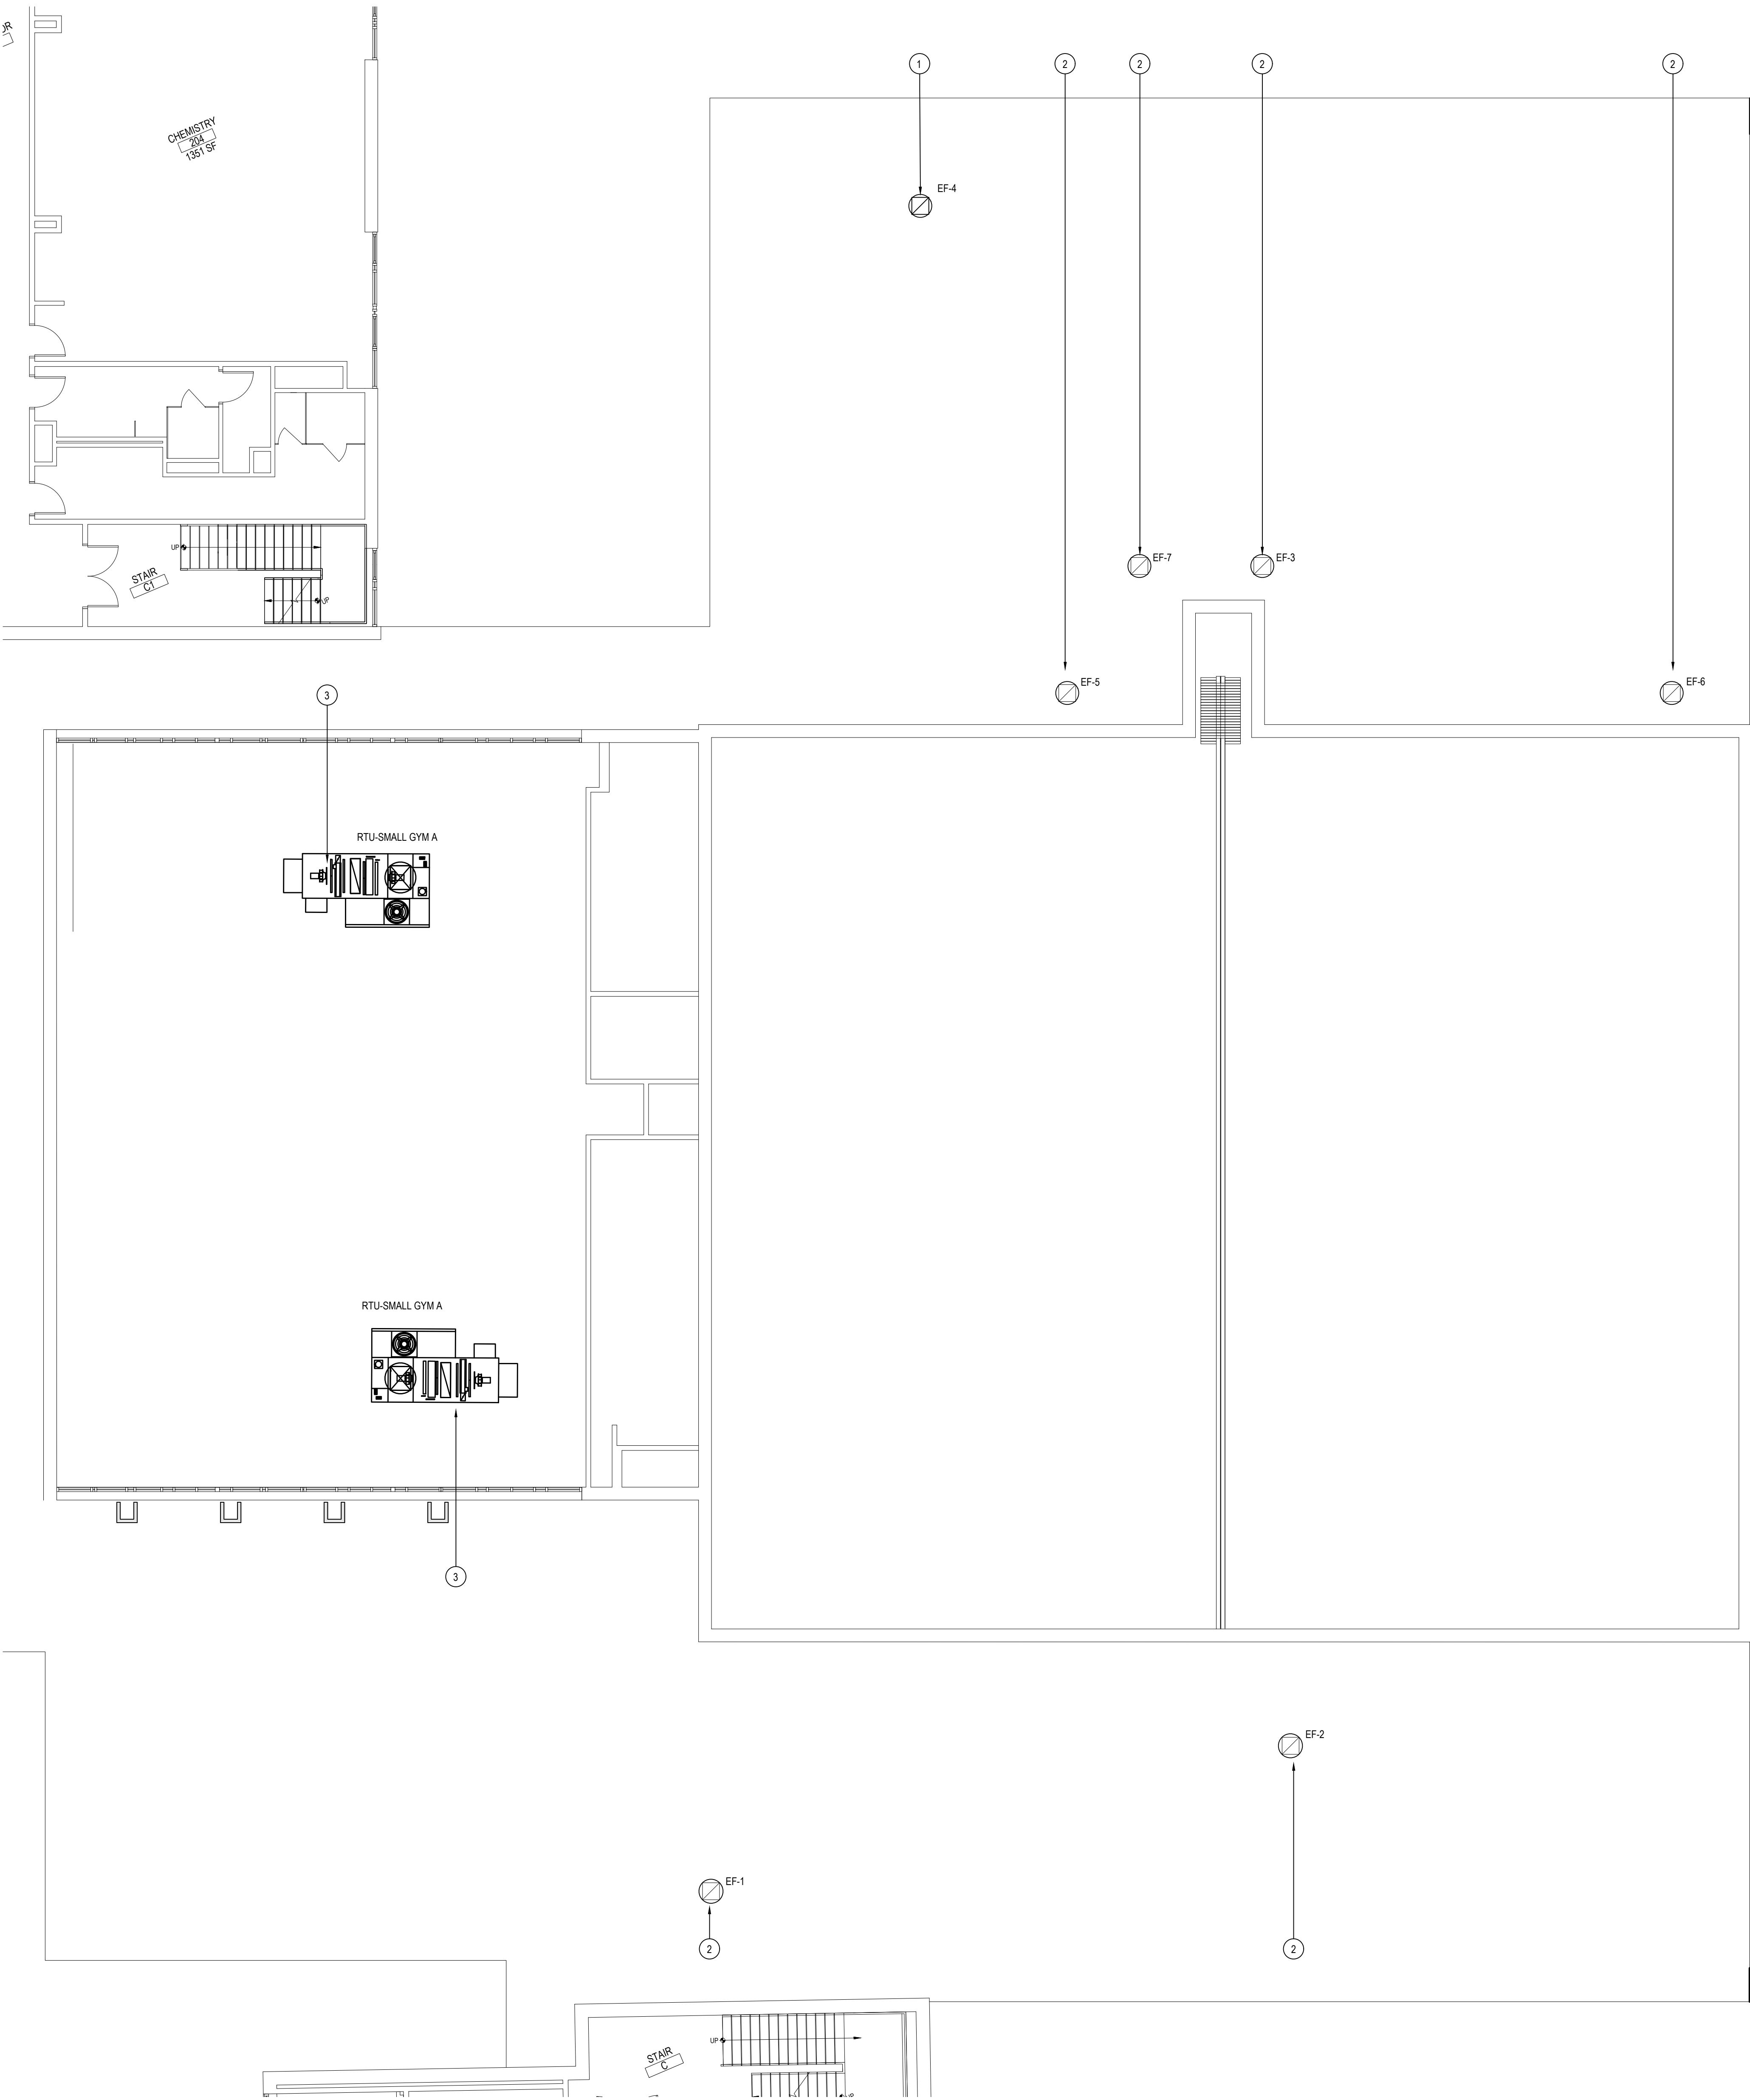 OR
1
2
2
2
2
CHEMISTRY
204
1351 SF
EF-4
UP
EF-7
EF-3
STAIR
C1
UP
EF-5
EF-6
3
RTU-SMALL GYM A
RTU-SMALL GYM A
3
EF-2
EF-1
2
2
UP
STAIR
C